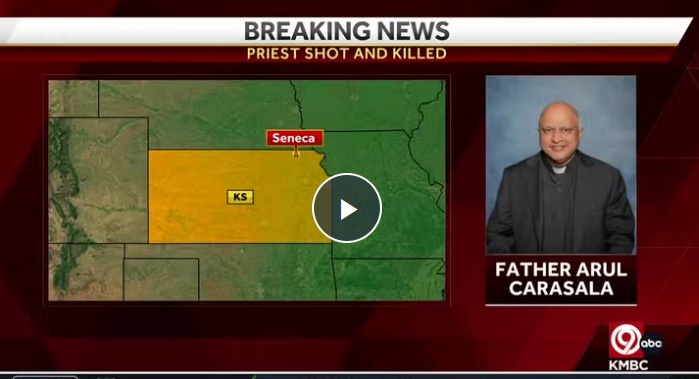 BREAKING NEWS
PRIEST SHOT AND KILLED
Seneca
KS
FATHER ARUL
CARASALA
9 abc
KMBC